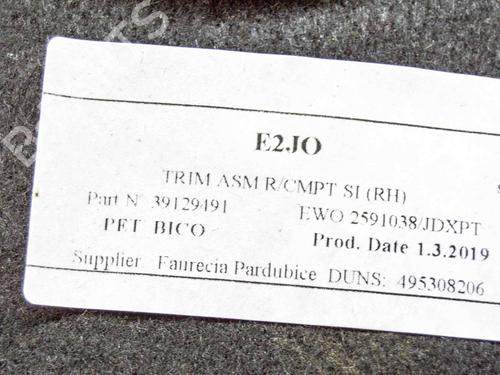 E2JO
TRIM ASM R/CMPT SI (RH)
Part N 39129491 EWO 2591038/JDXPT
PET BICO Prod. Date 1.3.2019
Supplier Faurecia Pardubice DUNS: 495308206